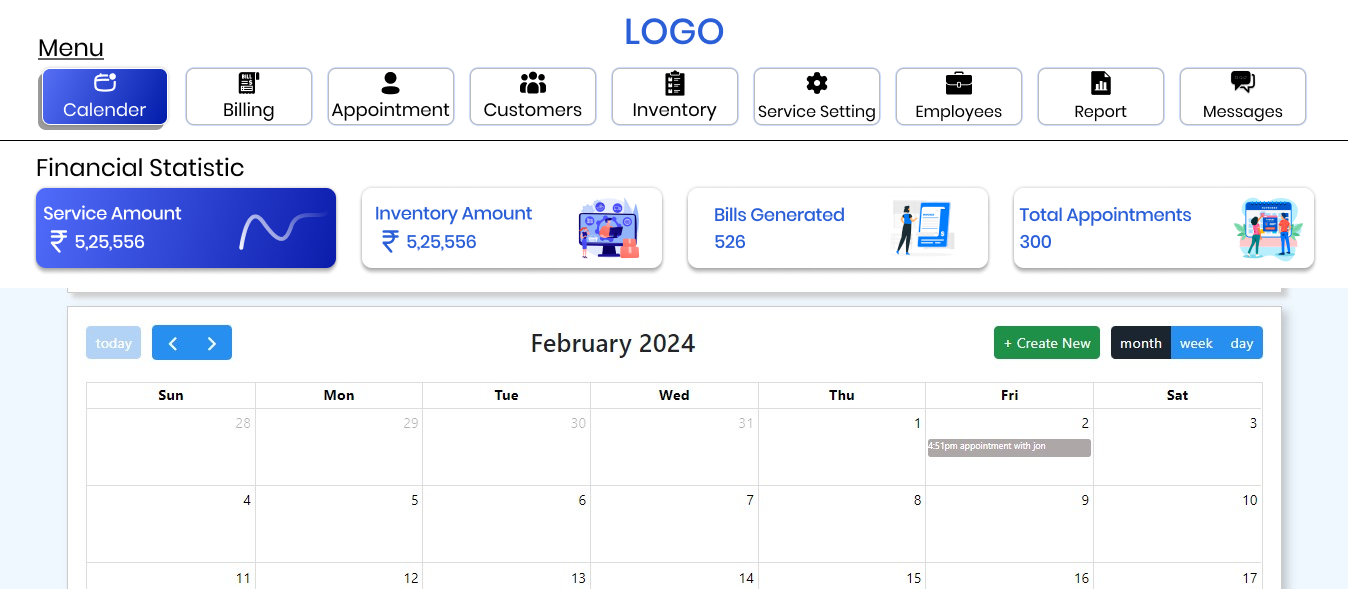 LOGO
Menu
Calender
Billing
Appointment
Customers
Inventory
Service Setting
Employees
Report
Messages
Financial Statistic
Service Amount
₹ 5,25,556
Inventory Amount
₹ 5,25,556
Bills Generated
526
Total Appointments
300
today
February 2024
+ Create New
month week day
Sun Mon Tue Wed Thu Fri Sat
28 29 30 31 1 2 3
4:51pm appointment with jon
4 5 6 7 8 9 10
11 12 13 14 15 16 17